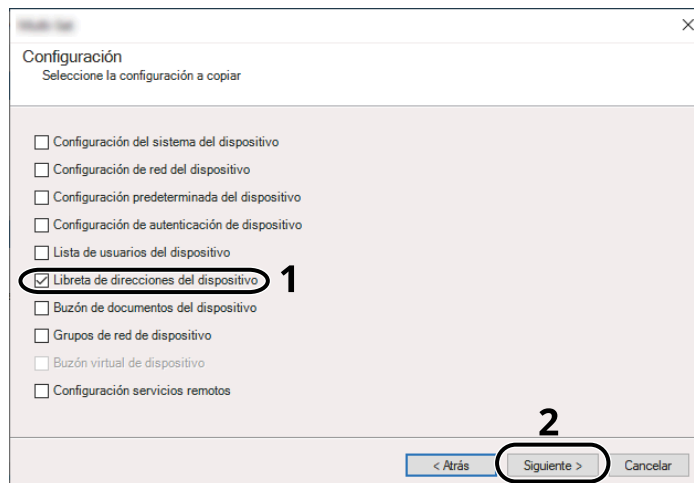 Configuración
Seleccione la configuración a copiar
Configuración del sistema del dispositivo
Configuración de red del dispositivo
Configuración predeterminada del dispositivo
Configuración de autenticación de dispositivo
Lista de usuarios del dispositivo
Libreta de direcciones del dispositivo 1
Buzón de documentos del dispositivo
Grupos de red de dispositivo
Buzón virtual de dispositivo
Configuración servicios remotos
2
< Atrás Siguiente > Cancelar